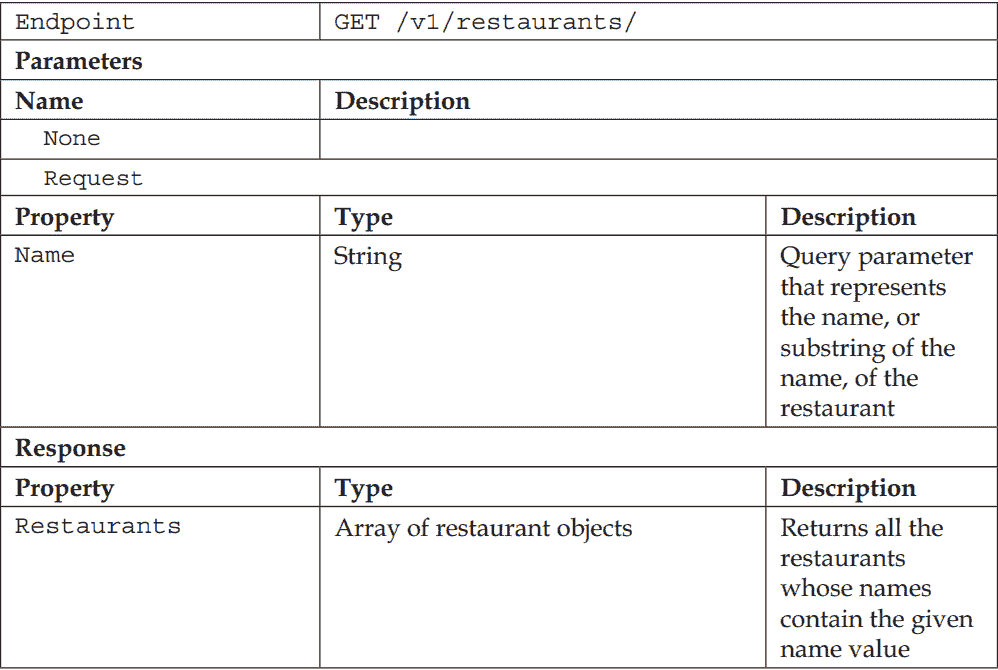 Endpoint GET /v1/restaurants/
Parameters
Name Description
None
Request
Property Type Description
Name String Query parameter
that represents
the name, or
substring of the
name, of the
restaurant
Response
Property Type Description
Restaurants Array of restaurant objects Returns all the
restaurants
whose names
contain the given
name value